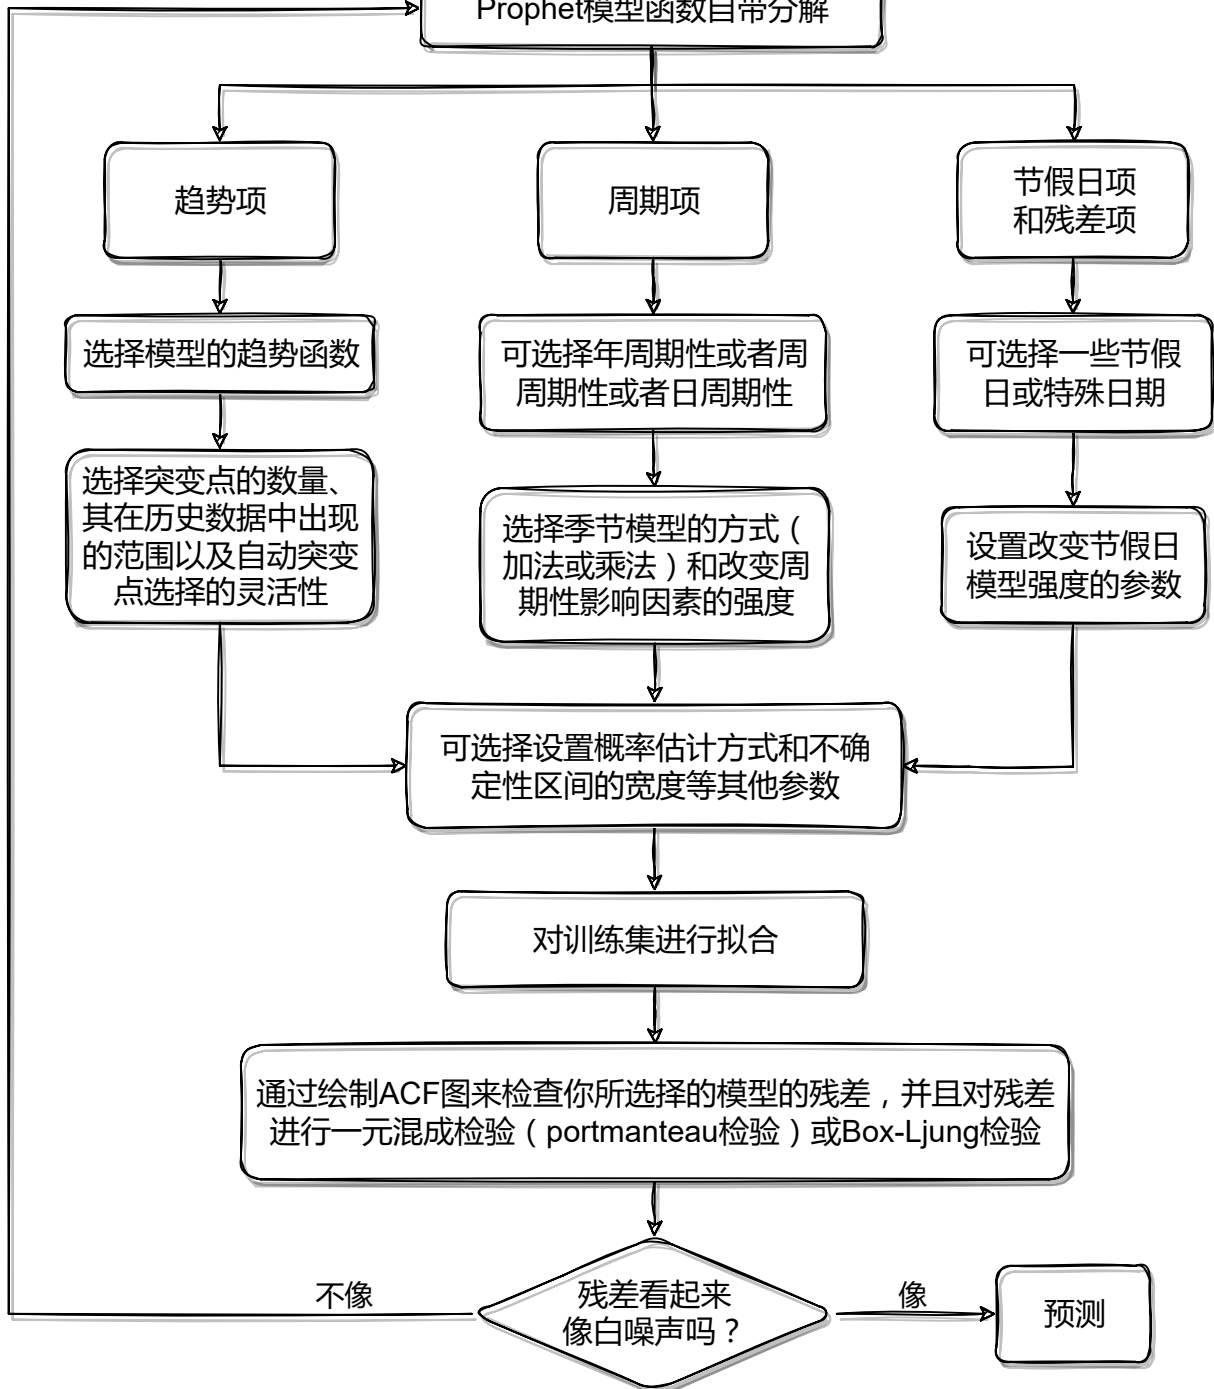 Prophet模型函数自带分解
趋势项
周期项
节假日项
和残差项
选择模型的趋势函数
可选择年周期性或者周
周期性或者日周期性
可选择一些节假
日或特殊日期
选择突变点的数量、
其在历史数据中出现
的范围以及自动突变
点选择的灵活性
选择季节模型的方式（
加法或乘法）和改变周
期性影响因素的强度
设置改变节假日
模型强度的参数
可选择设置概率估计方式和不确
定性区间的宽度等其他参数
对训练集进行拟合
通过绘制ACF图来检查你所选择的模型的残差，并且对残差
进行一元混成检验（portmanteau检验）或Box-Ljung检验
不像
残差看起来
像白噪声吗？
像
预测